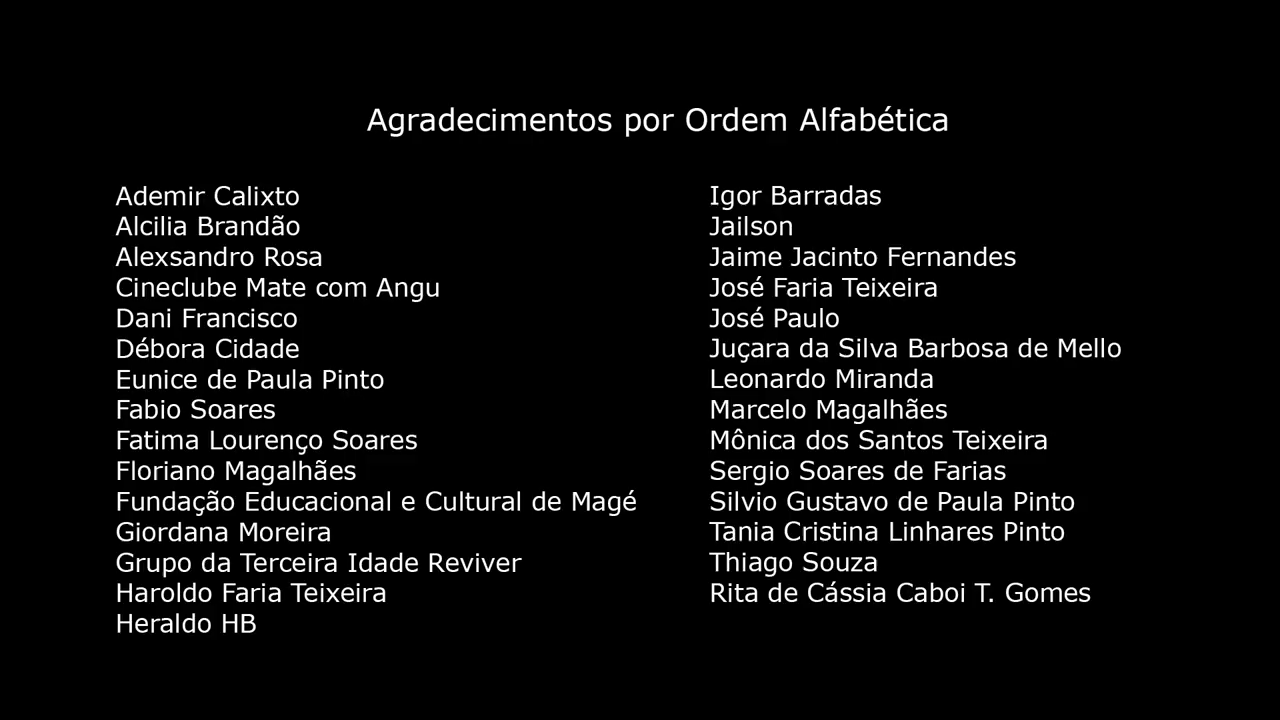 Agradecimentos por Ordem Alfabética
Ademir Calixto
Alcilia Brandão
Alexsandro Rosa
Cineclube Mate com Angu
Dani Francisco
Débora Cidade
Eunice de Paula Pinto
Fabio Soares
Fatima Lourenço Soares
Floriano Magalhães
Fundação Educacional e Cultural de Magé
Giordana Moreira
Grupo da Terceira Idade Reviver
Haroldo Faria Teixeira
Heraldo HB
Igor Barradas
Jailson
Jaime Jacinto Fernandes
José Faria Teixeira
José Paulo
Juçara da Silva Barbosa de Mello
Leonardo Miranda
Marcelo Magalhães
Mônica dos Santos Teixeira
Sergio Soares de Farias
Silvio Gustavo de Paula Pinto
Tania Cristina Linhares Pinto
Thiago Souza
Rita de Cássia Caboi T. Gomes